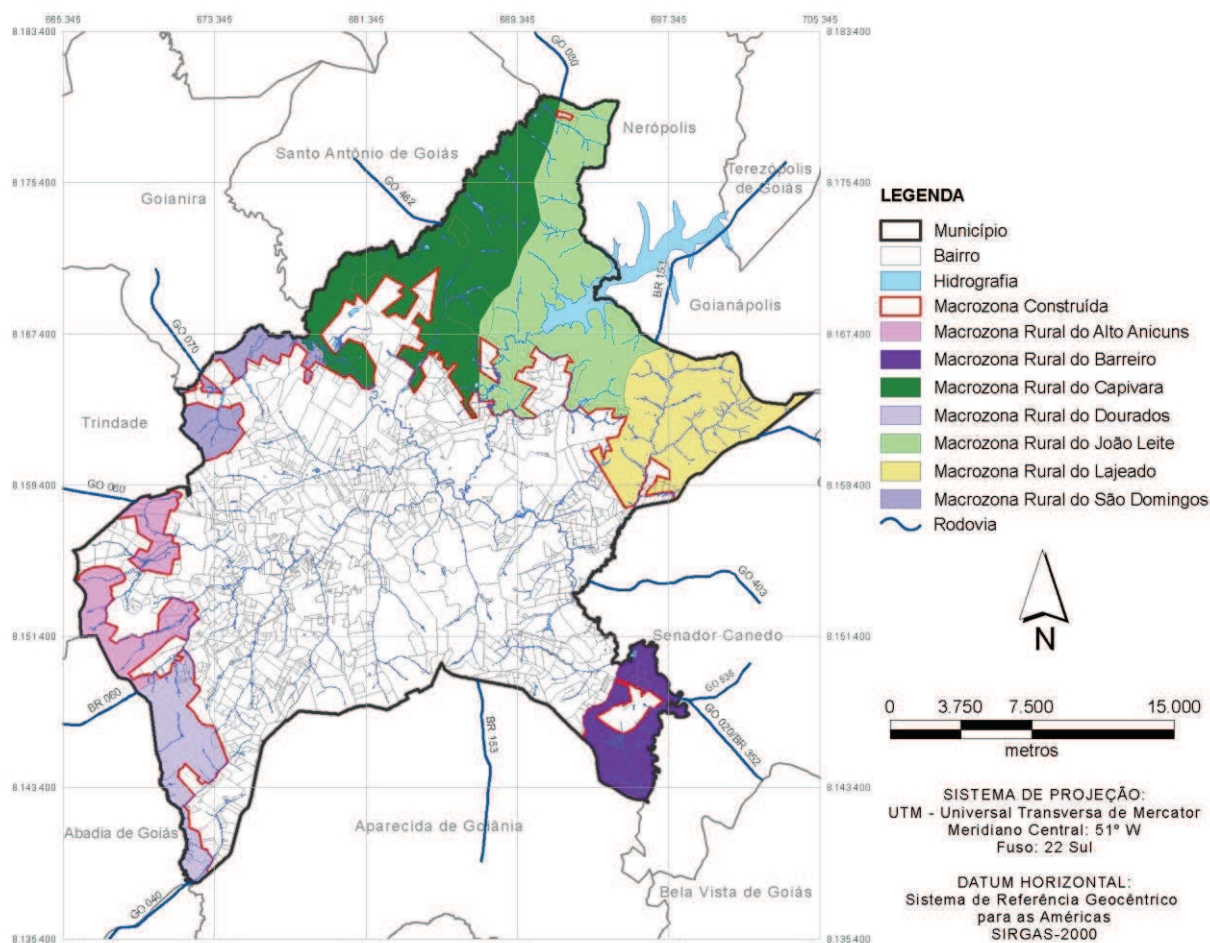 665.345 673.345 681.345 689.345 697.345 705.345
8.183.400 8.183.400
GO 080
Nerópolis
Santo Antônio de Goiás
Terezópolis
de Goiás
8.175.400 8.175.400
GO 462
Goianira
BR 153
Goianápolis
GO 070
8.167.400 8.167.400
Trindade
GO 060
8.159.400 8.159.400
GO 403
Senador Canedo
8.151.400 8.151.400
BR 060
GO 536
GO 020/BR 352
BR 153
8.143.400 8.143.400
Abadia de Goiás
Aparecida de Goiânia
GO 040
Bela Vista de Goiás
8.135.400 8.135.400
LEGENDA
Município
Bairro
Hidrografia
Macrozona Construída
Macrozona Rural do Alto Anicuns
Macrozona Rural do Barreiro
Macrozona Rural do Capivara
Macrozona Rural do Dourados
Macrozona Rural do João Leite
Macrozona Rural do Lajeado
Macrozona Rural do São Domingos
Rodovia
N
0 3.750 7.500 15.000
metros
SISTEMA DE PROJEÇÃO:
UTM - Universal Transversa de Mercator
Meridiano Central: 51º W
Fuso: 22 Sul
DATUM HORIZONTAL:
Sistema de Referência Geocêntrico
para as Américas
SIRGAS-2000